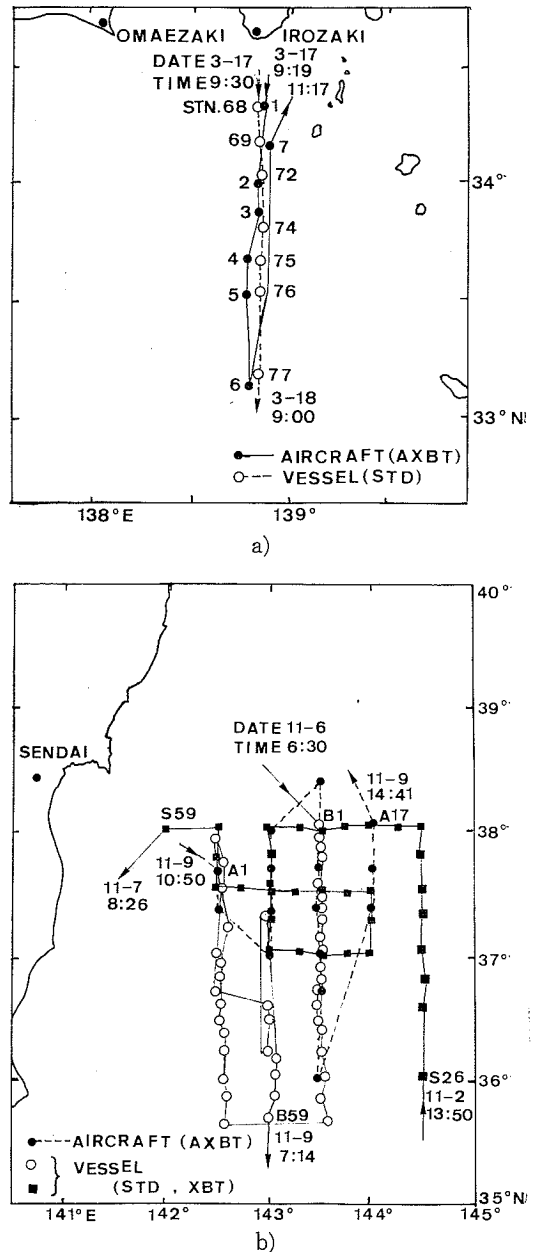 OMAEZAKI
IROZAKI
DATE 3-17
TIME 9:30
3-17
9:19
11:17
STN.68
1
69
7
72
2
3
74
4
75
5
76
6
77
3-18
9:00
34°
33°N
AIRCRAFT (AXBT)
VESSEL (STD)
138°E
139°
a)
40°
39°
SENDAI
DATE 11-6
TIME 6:30
11-9
14:41
S59
B1
A17
38°
11-9
10:50
A1
11-7
8:26
37°
36°
S26
11-2
13:50
B59
11-9
7:14
AIRCRAFT (AXBT)
VESSEL
(STD, XBT)
35°N
141°E
142°
143°
144°
145°
b)